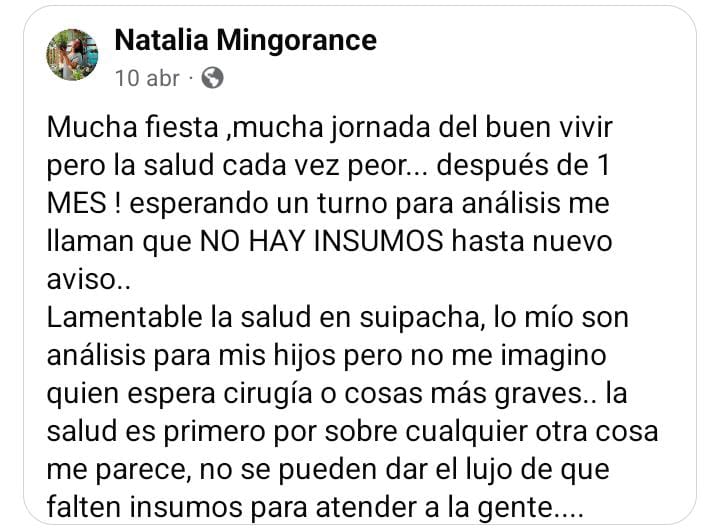 Natalia Mingorance
10 abr ·
Mucha fiesta ,mucha jornada del buen vivir
pero la salud cada vez peor... después de 1
MES ! esperando un turno para análisis me
llaman que NO HAY INSUMOS hasta nuevo
aviso..
Lamentable la salud en suipacha, lo mío son
análisis para mis hijos pero no me imagino
quien espera cirugía o cosas más graves.. la
salud es primero por sobre cualquier otra cosa
me parece, no se pueden dar el lujo de que
falten insumos para atender a la gente....